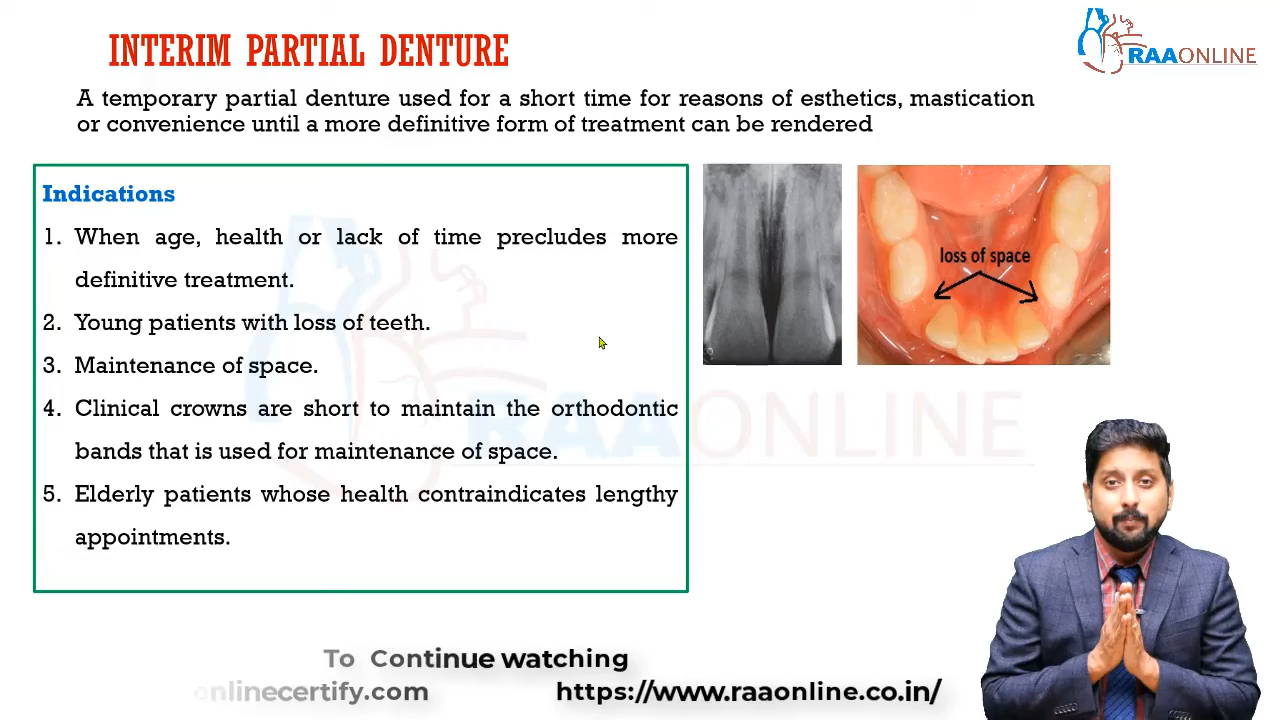 INTERIM PARTIAL DENTURE
RAAONLINE
A temporary partial denture used for a short time for reasons of esthetics, mastication
or convenience until a more definitive form of treatment can be rendered
Indications
1. When age, health or lack of time precludes more
definitive treatment.
2. Young patients with loss of teeth.
3. Maintenance of space.
4. Clinical crowns are short to maintain the orthodontic
bands that is used for maintenance of space.
5. Elderly patients whose health contraindicates lengthy
appointments.
loss of space
RAAONLINE
To Continue watching
onlinecertify.com
https://www.raaonline.co.in/